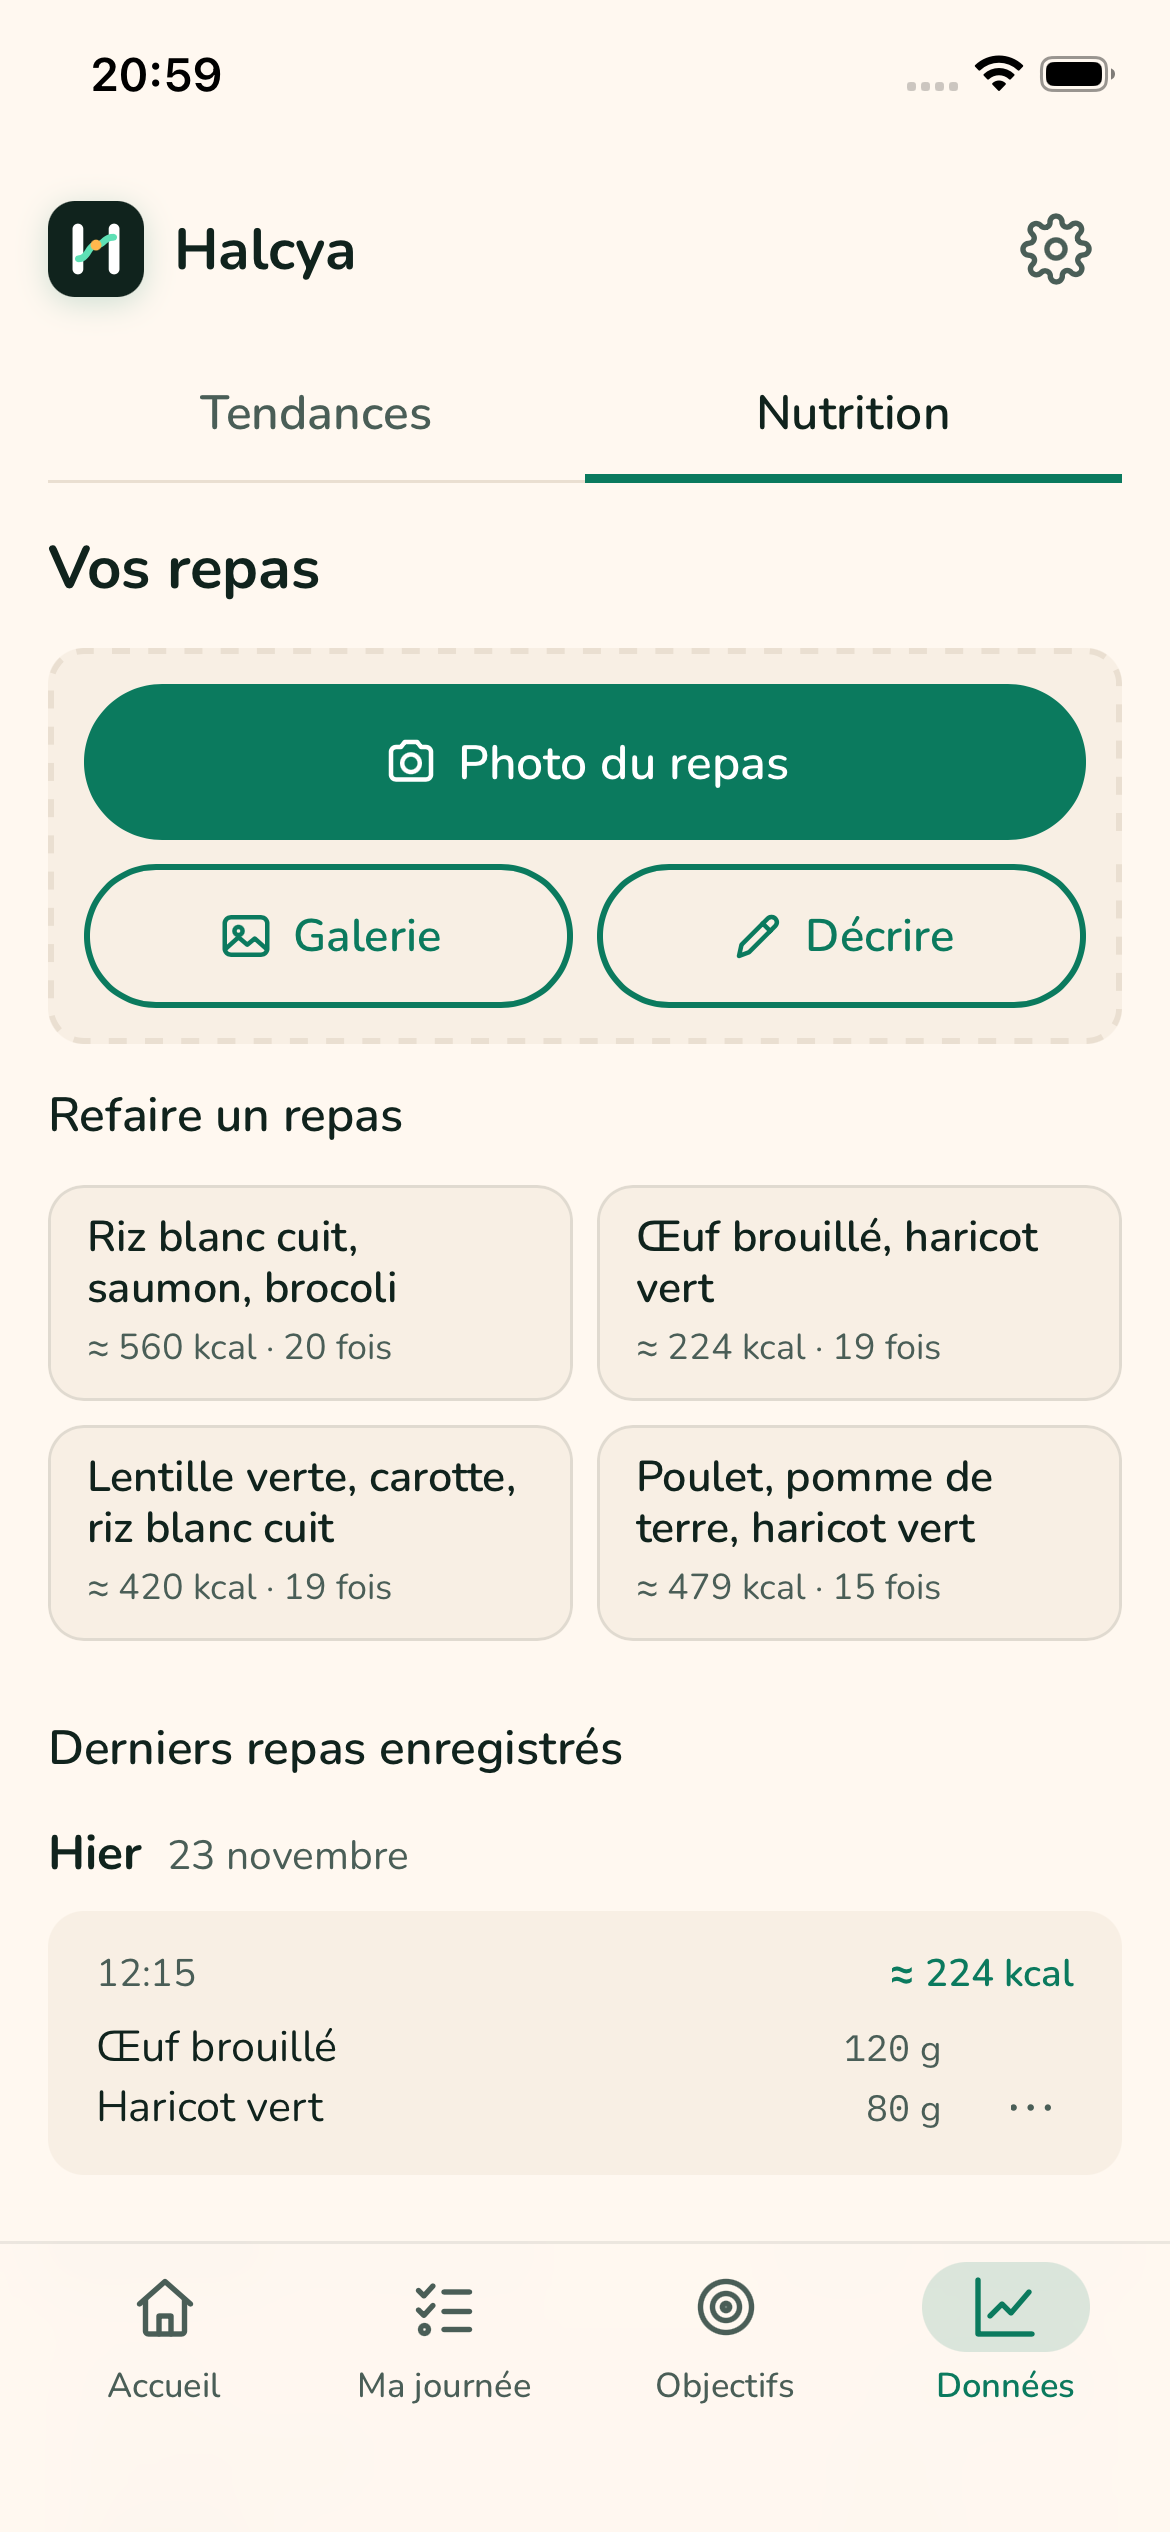 20:59
Halcya
Tendances
Nutrition
Vos repas
Photo du repas
Galerie
Décrire
Refaire un repas
Riz blanc cuit,
saumon, brocoli
≈ 560 kcal · 20 fois
Œuf brouillé, haricot
vert
≈ 224 kcal · 19 fois
Lentille verte, carotte,
riz blanc cuit
≈ 420 kcal · 19 fois
Poulet, pomme de
terre, haricot vert
≈ 479 kcal · 15 fois
Derniers repas enregistrés
Hier 23 novembre
12:15 ≈ 224 kcal
Œuf brouillé 120 g
Haricot vert 80 g
Accueil
Ma journée
Objectifs
Données